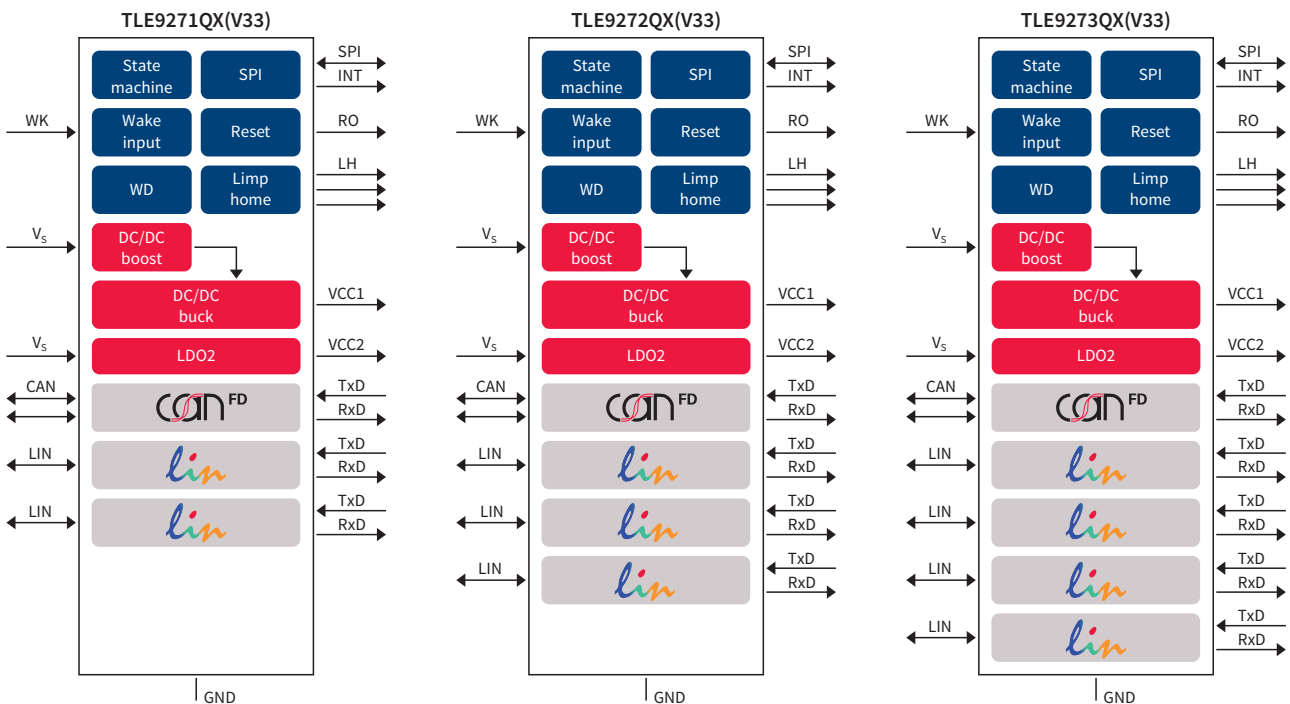 TLE9271QX(V33)
State
machine
SPI
SPI
INT
WK
Wake
input
Reset
RO
WD
Limp
home
LH
VS
DC/DC
boost
DC/DC
buck
VCC1
VS
LDO2
VCC2
CAN
CAN FD
TxD
RxD
LIN
lin
TxD
RxD
LIN
lin
TxD
RxD
GND
TLE9272QX(V33)
State
machine
SPI
SPI
INT
WK
Wake
input
Reset
RO
WD
Limp
home
LH
VS
DC/DC
boost
DC/DC
buck
VCC1
VS
LDO2
VCC2
CAN
CAN FD
TxD
RxD
LIN
lin
TxD
RxD
LIN
lin
TxD
RxD
LIN
lin
TxD
RxD
GND
TLE9273QX(V33)
State
machine
SPI
SPI
INT
WK
Wake
input
Reset
RO
WD
Limp
home
LH
VS
DC/DC
boost
DC/DC
buck
VCC1
VS
LDO2
VCC2
CAN
CAN FD
TxD
RxD
LIN
lin
TxD
RxD
LIN
lin
TxD
RxD
LIN
lin
TxD
RxD
LIN
lin
TxD
RxD
GND